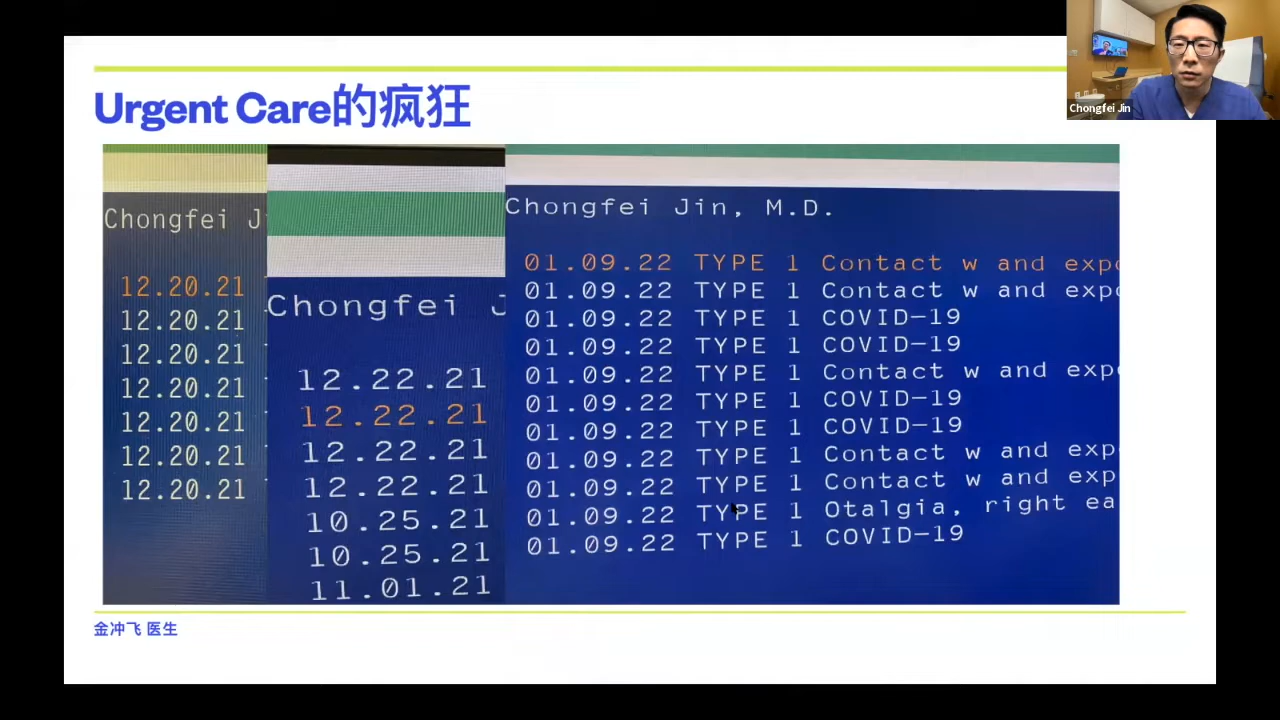 Urgent Care的疯狂
Chongfei Jin
Chongfei Ji
12.20.21
12.20.21
12.20.21
12.20.21
12.20.21
12.20.21
12.20.21
Chongfei J
12.22.21
12.22.21
12.22.21
12.22.21
10.25.21
10.25.21
11.01.21
Chongfei Jin, M.D.
01.09.22 TYPE 1 Contact w and expo
01.09.22 TYPE 1 Contact w and expo
01.09.22 TYPE 1 COVID-19
01.09.22 TYPE 1 COVID-19
01.09.22 TYPE 1 Contact w and expo
01.09.22 TYPE 1 COVID-19
01.09.22 TYPE 1 COVID-19
01.09.22 TYPE 1 Contact w and exp
01.09.22 TYPE 1 Contact w and exp
01.09.22 TYPE 1 Otalgia, right ea
01.09.22 TYPE 1 COVID-19
金冲飞 医生